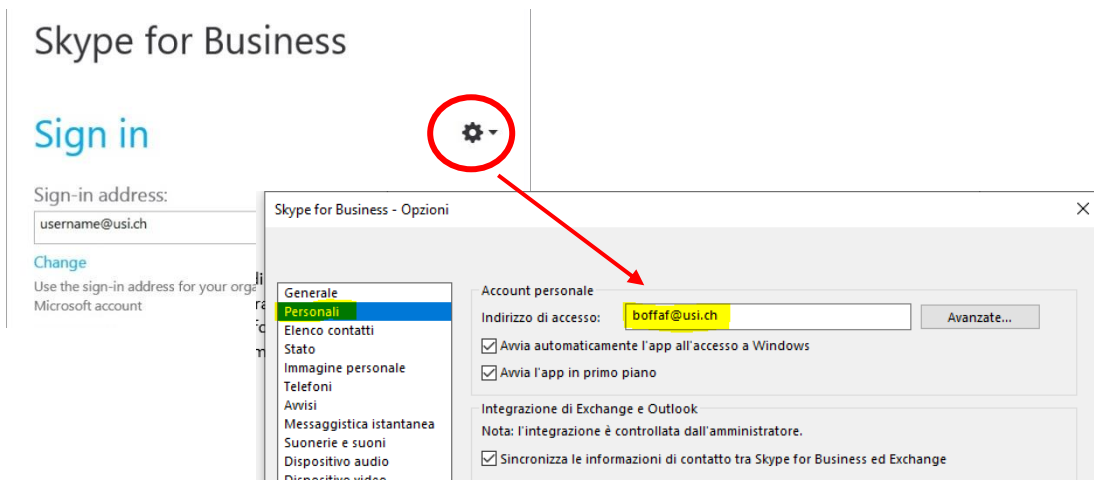 Skype for Business
Sign in
Sign-in address:
username@usi.ch
Change
Use the sign-in address for your orga
Microsoft account
Skype for Business - Opzioni
Generale
Personali
Elenco contatti
Stato
Immagine personale
Telefoni
Avvisi
Messaggistica istantanea
Suonerie e suoni
Dispositivo audio
Dispositivo video
Account personale
Indirizzo di accesso: boffaf@usi.ch Avanzate...
Avvia automaticamente l'app all'accesso a Windows
Avvia l'app in primo piano
Integrazione di Exchange e Outlook
Nota: l'integrazione è controllata dall'amministratore.
Sincronizza le informazioni di contatto tra Skype for Business ed Exchange